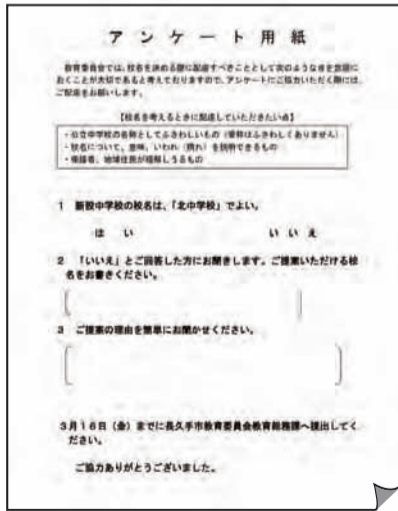 アンケート用紙
教育委員会では、校名を決める際に配慮すべきこととして次のような点を念頭に
おくことが大切であると考えておりますので、アンケートにご協力いただく際には
ご配慮をお願いします。
【校名を考えるときに配慮していただきたい点】
・公立中学校の名称としてふさわしいもの（愛称はふさわしくありません）
・校名について、意味、いわれ（謂れ）を説明できるもの
・保護者、地域住民が理解しうるもの
1　新設中学校の校名は、「北中学校」でよい。
はい　　　　いいえ
2　「いいえ」とご回答した方にお聞きします。ご提案いただける校
名をお書きください。
3　ご提案の理由を簡単にお聞かせください。
3月16日（金）までに長久手市教育委員会教育総務課へ提出してく
ださい。
ご協力ありがとうございました。